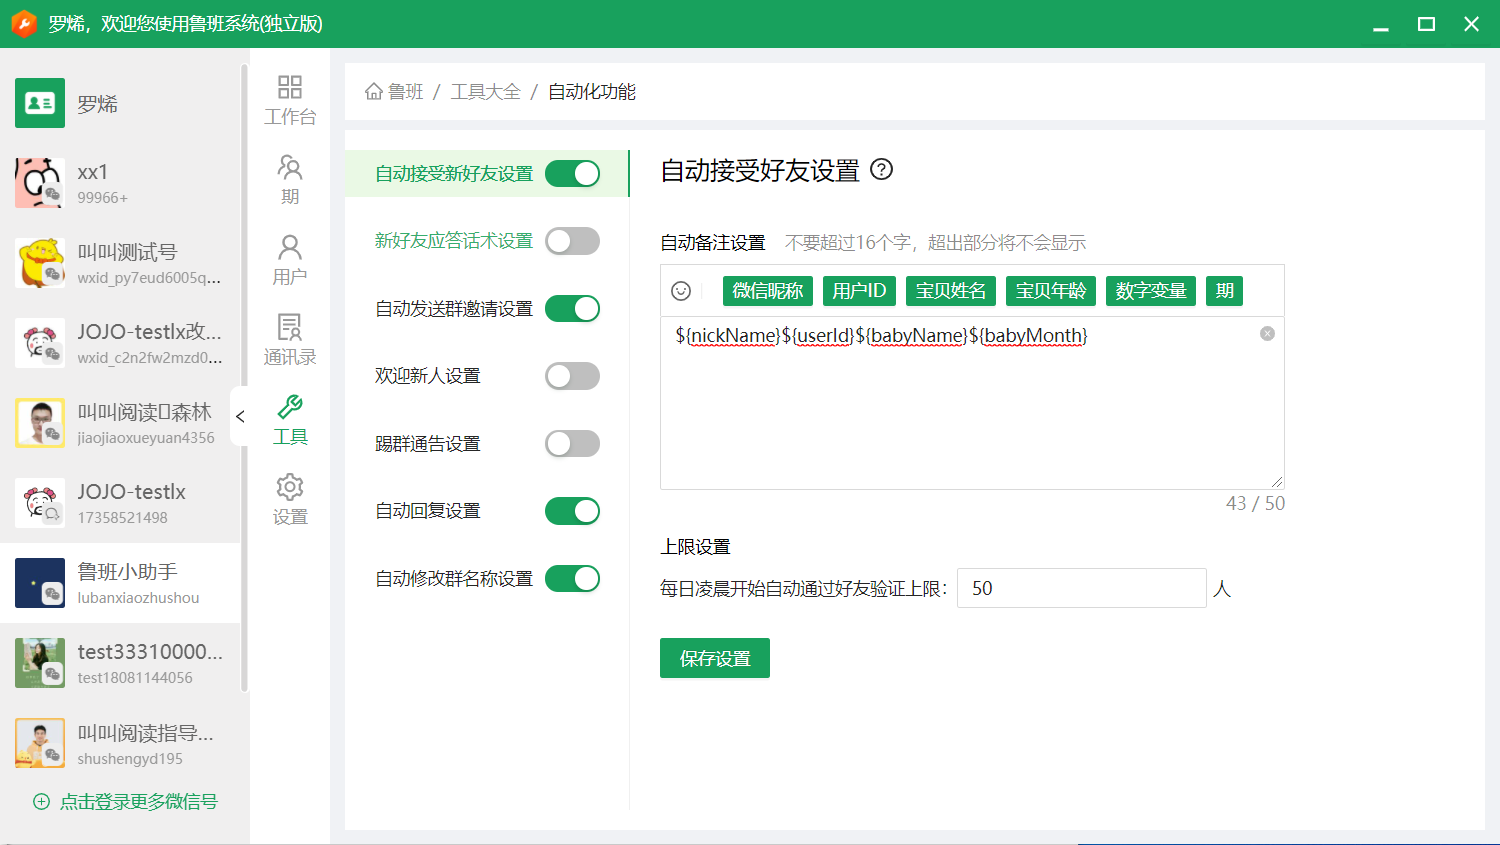 罗烯，欢迎您使用鲁班系统(独立版)
罗烯
xx1
99966+
叫叫测试号
wxid_py7eud6005q...
JOJO-testlx改...
wxid_c2n2fw2mzd0...
叫叫阅读▯森林
jiaojiaoxueyuan4356
JOJO-testlx
17358521498
鲁班小助手
lubanxiaozhushou
test333100000...
test18081144056
叫叫阅读指导...
shushengyd195
点击登录更多微信号
工作台
期
用户
通讯录
工具
设置
鲁班 / 工具大全 / 自动化功能
自动接受新好友设置
新好友应答话术设置
自动发送群邀请设置
欢迎新人设置
踢群通告设置
自动回复设置
自动修改群名称设置
自动接受好友设置
自动备注设置 不要超过16个字，超出部分将不会显示
微信昵称 用户ID 宝贝姓名 宝贝年龄 数字变量 期
${nickName}${userId}${babyName}${babyMonth}
43 / 50
上限设置
每日凌晨开始自动通过好友验证上限： 50 人
保存设置